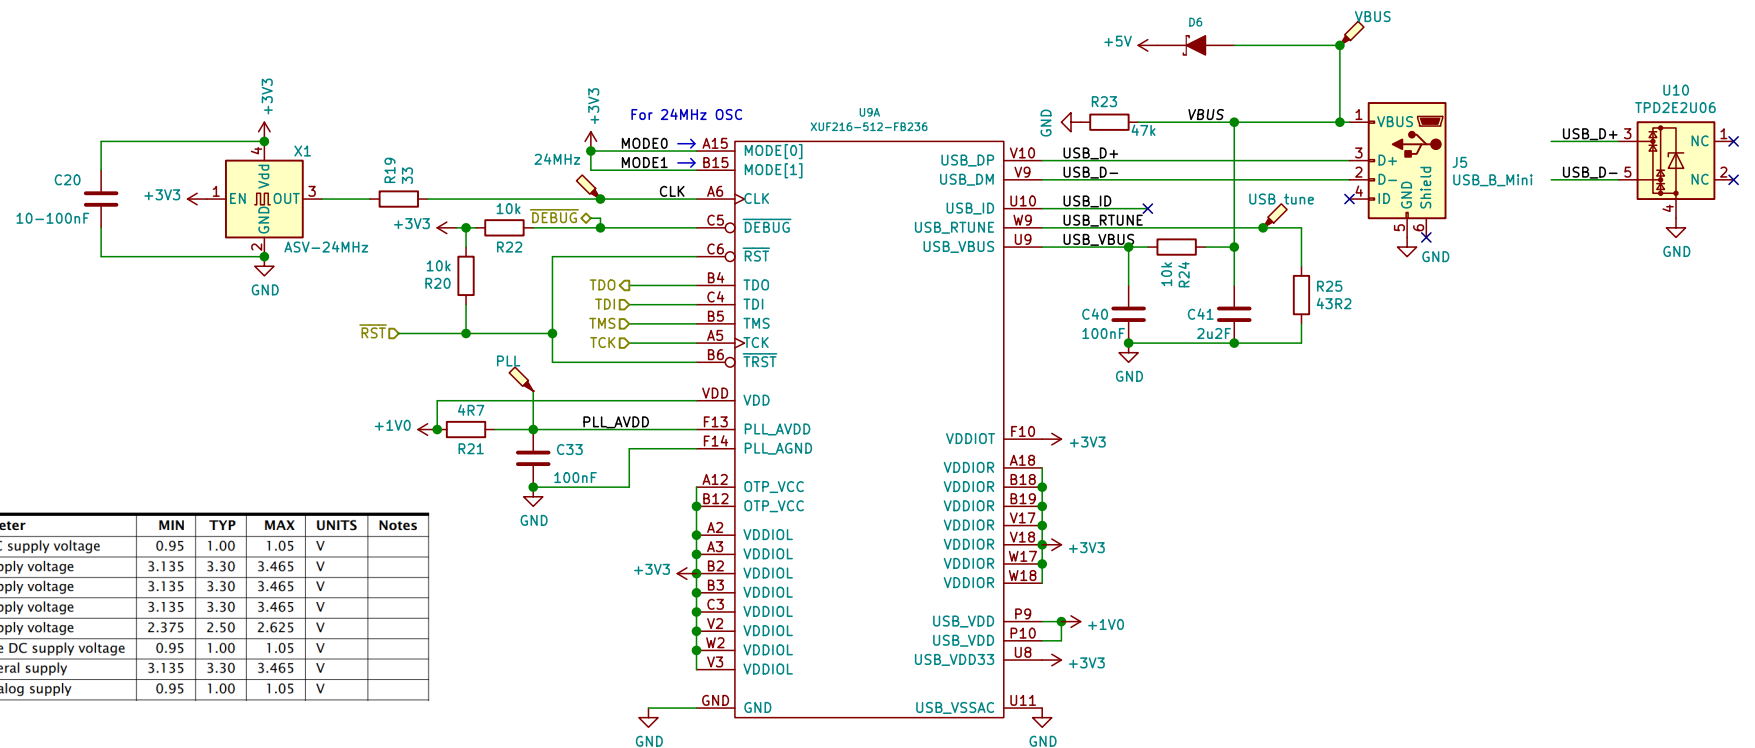 VBUS
D6
+5V
+3V3
For 24MHz OSC
+3V3
U9A
XUF216-512-FB236
GND
R23
47k
VBUS
1
VBUS
J5
USB_B_Mini
D+
D-
ID
GND
Shield
3
2
4
5
6
GND
U10
TPD2E2U06
USB_D+
3
NC
1
USB_D-
5
NC
2
4
GND
X1
4
Vdd
C20
10-100nF
+3V3
1
EN
OUT
3
GND
2
ASV-24MHz
GND
R19
33
24MHz
MODE0
A15
MODE[0]
MODE1
B15
MODE[1]
CLK
A6
CLK
10k
R22
+3V3
DEBUG
C5
DEBUG
C6
RST
10k
R20
RST
TDO
B4
TDO
TDI
C4
TDI
TMS
B5
TMS
TCK
A5
TCK
B6
TRST
PLL
VDD
VDD
4R7
R21
+1V0
PLL_AVDD
F13
PLL_AVDD
F14
PLL_AGND
C33
100nF
GND
A12
OTP_VCC
B12
OTP_VCC
A2
VDDIOL
A3
VDDIOL
+3V3
B2
VDDIOL
B3
VDDIOL
C3
VDDIOL
V2
VDDIOL
W2
VDDIOL
V3
VDDIOL
GND
GND
GND
USB_DP
V10
USB_D+
USB_DM
V9
USB_D-
USB_ID
U10
USB_ID
USB_RTUNE
W9
USB_RTUNE
USB_tune
USB_VBUS
U9
USB_VBUS
10k
R24
C40
100nF
C41
2u2F
R25
43R2
GND
VDDIOT
F10
+3V3
VDDIOR
A18
VDDIOR
B18
VDDIOR
B19
VDDIOR
V17
VDDIOR
V18
+3V3
VDDIOR
W17
VDDIOR
W18
USB_VDD
P9
+1V0
USB_VDD
P10
USB_VDD33
U8
+3V3
USB_VSSAC
U11
GND
eter MIN TYP MAX UNITS Notes
C supply voltage 0.95 1.00 1.05 V
pply voltage 3.135 3.30 3.465 V
pply voltage 3.135 3.30 3.465 V
pply voltage 3.135 3.30 3.465 V
pply voltage 2.375 2.50 2.625 V
e DC supply voltage 0.95 1.00 1.05 V
eral supply 3.135 3.30 3.465 V
alog supply 0.95 1.00 1.05 V